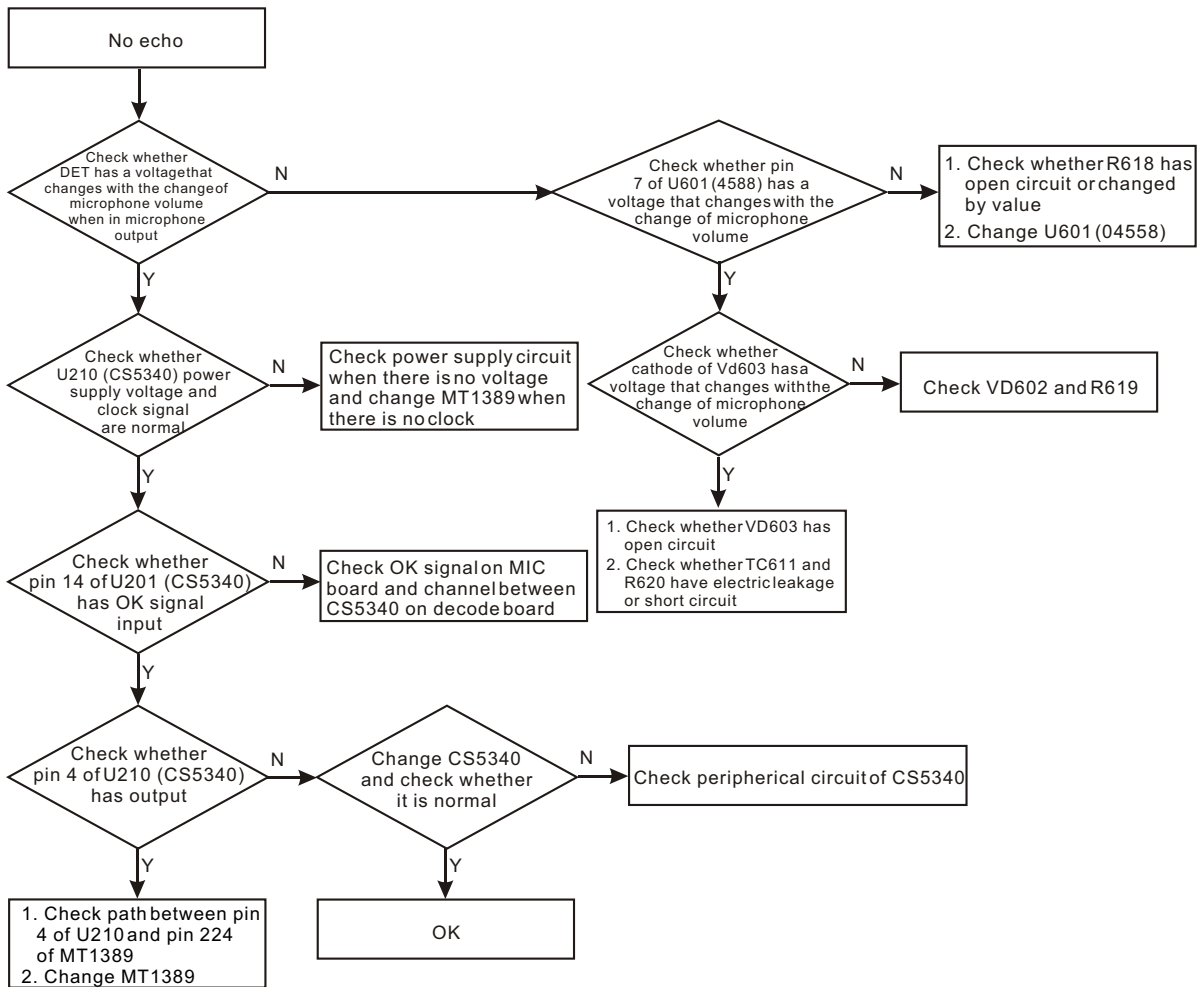 No echo
Check whether
DET has a voltage that
changes with the change of
microphone volume
when in microphone
output
N
Check whether pin
7 of U601 (4588) has a
voltage that changes with the
change of microphone
volume
N
1. Check whether R618 has
open circuit or changed
by value
2. Change U601 (04558)
Y
Y
Check whether
U210 (CS5340) power
supply voltage and
clock signal
are normal
N
Check power supply circuit
when there is no voltage
and change MT1389 when
there is no clock
Check whether
cathode of Vd603 has a
voltage that changes with the
change of microphone
volume
N
Check VD602 and R619
Y
Y
Check whether
pin 14 of U201 (CS5340)
has OK signal
input
N
Check OK signal on MIC
board and channel between
CS5340 on decode board
1. Check whether VD603 has
open circuit
2. Check whether TC611 and
R620 have electric leakage
or short circuit
Y
Check whether
pin 4 of U210 (CS5340)
has output
N
Change CS5340
and check whether
it is normal
N
Check peripherical circuit of CS5340
Y
Y
1. Check path between pin
4 of U210 and pin 224
of MT1389
2. Change MT1389
OK